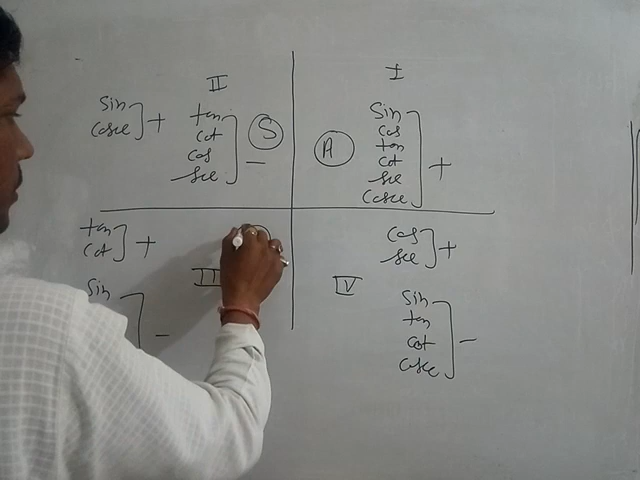 II
sin
cosec
] +
tan
cot
cos
sec
] -
S
I
A
sin
cos
tan
cot
sec
cosec
] +
tan
cot
] +
III
sin
] -
cos
sec
] +
IV
sin
tan
cot
cosec
] -